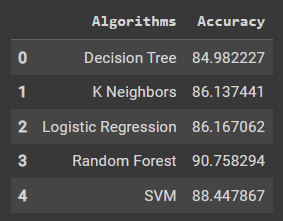 Algorithms Accuracy
0 Decision Tree 84.982227
1 K Neighbors 86.137441
2 Logistic Regression 86.167062
3 Random Forest 90.758294
4 SVM 88.447867